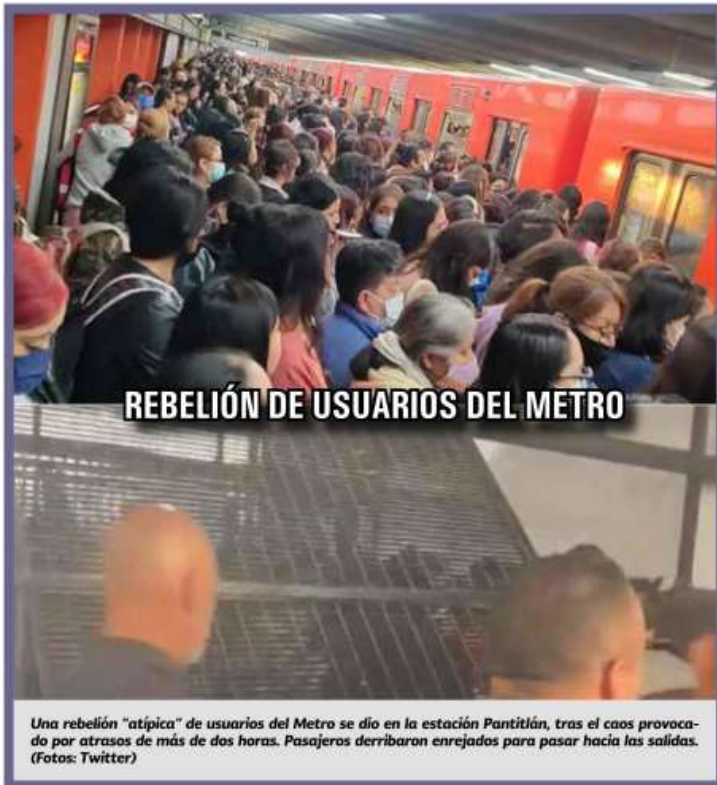 REBELIÓN DE USUARIOS DEL METRO
Una rebelión "atípica" de usuarios del Metro se dio en la estación Pantitlán, tras el caos provoca-
do por atrasos de más de dos horas. Pasajeros derribaron enrejados para pasar hacia las salidas.
(Fotos: Twitter)